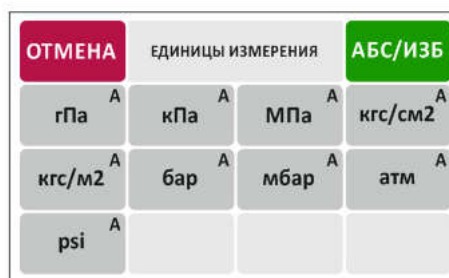 ОТМЕНА ЕДИНИЦЫ ИЗМЕРЕНИЯ АБС/ИЗБ
гПа А кПа А МПа А кгс/см2 А
кгс/м2 А бар А мбар А атм А
psi А